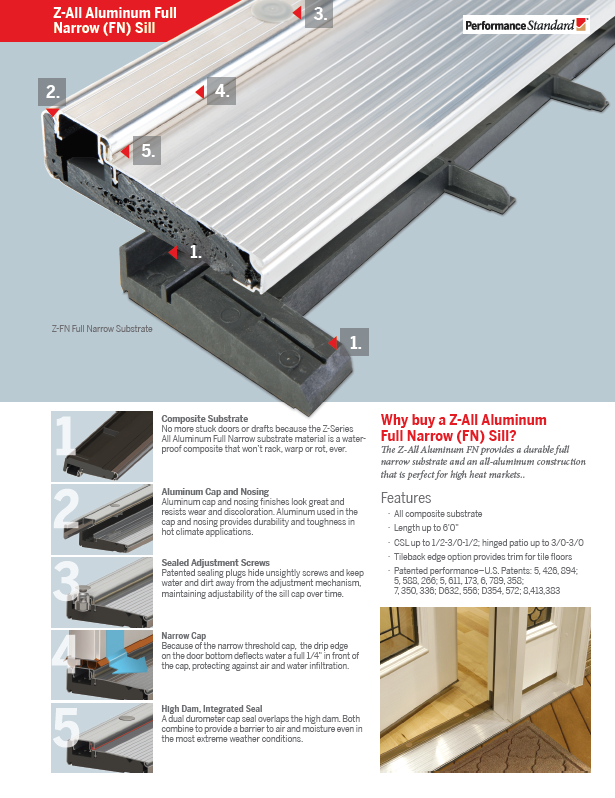 Z-All Aluminum Full
Narrow (FN) Sill
3.
Performance Standard
2.
4.
5.
1.
Z-FN Full Narrow Substrate
1.
1
Composite Substrate
No more stuck doors or drafts because the Z-Series
All Aluminum Full Narrow substrate material is a water-
proof composite that won't rack, warp or rot, ever.
2
Aluminum Cap and Nosing
Aluminum cap and nosing finishes look great and
resists wear and discoloration. Aluminum used in the
cap and nosing provides durability and toughness in
hot climate applications.
3
Sealed Adjustment Screws
Patented sealing plugs hide unsightly screws and keep
water and dirt away from the adjustment mechanism,
maintaining adjustability of the sill cap over time.
4
Narrow Cap
Because of the narrow threshold cap, the drip edge
on the door bottom deflects water a full 1/4" in front of
the cap, protecting against air and water infiltration.
5
High Dam, Integrated Seal
A dual durometer cap seal overlaps the high dam. Both
combine to provide a barrier to air and moisture even in
the most extreme weather conditions.
Why buy a Z-All Aluminum
Full Narrow (FN) Sill?
The Z-All Aluminum FN provides a durable full
narrow substrate and an all-aluminum construction
that is perfect for high heat markets..
Features
· All composite substrate
· Length up to 6'0"
· CSL up to 1/2-3/0-1/2; hinged patio up to 3/0-3/0
· Tileback edge option provides trim for tile floors
· Patented performance–U.S. Patents: 5, 426, 894;
5, 588, 266; 5, 611, 173, 6, 789, 358;
7, 350, 336; D632, 556; D354, 572; 8,413,383